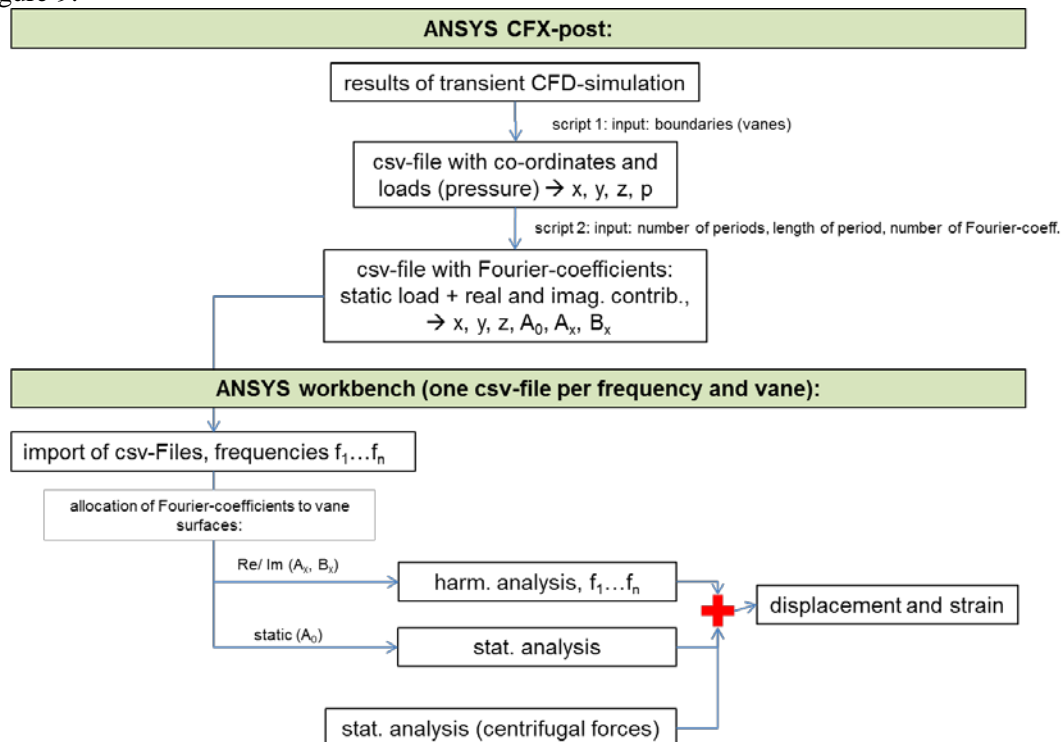 ANSYS CFX-post:
results of transient CFD-simulation
script 1: input: boundaries (vanes)
csv-file with co-ordinates and
loads (pressure) → x, y, z, p
script 2: input: number of periods, length of period, number of Fourier-coeff.
csv-file with Fourier-coefficients:
static load + real and imag. contrib.,
→ x, y, z, A₀, Aₓ, Bₓ
ANSYS workbench (one csv-file per frequency and vane):
import of csv-Files, frequencies f₁…fₙ
allocation of Fourier-coefficients to vane
surfaces:
Re/ Im (Aₓ, Bₓ)
harm. analysis, f₁…fₙ
displacement and strain
static (A₀)
stat. analysis
stat. analysis (centrifugal forces)